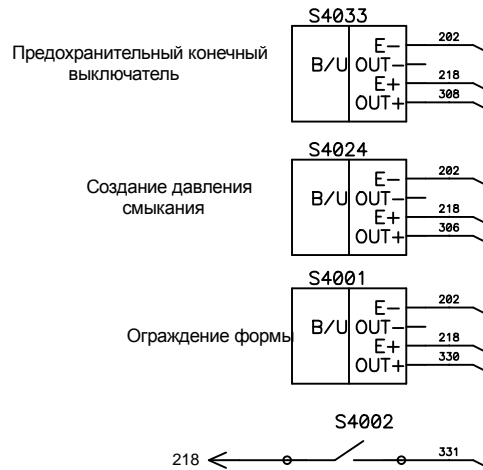 S4033
Предохранительный конечный
выключатель
B/U
E-
OUT-
E+
OUT+
202
218
308
S4024
Создание давления
смыкания
B/U
E-
OUT-
E+
OUT+
202
218
306
S4001
Ограждение формы
B/U
E-
OUT-
E+
OUT+
202
218
330
S4002
218
331